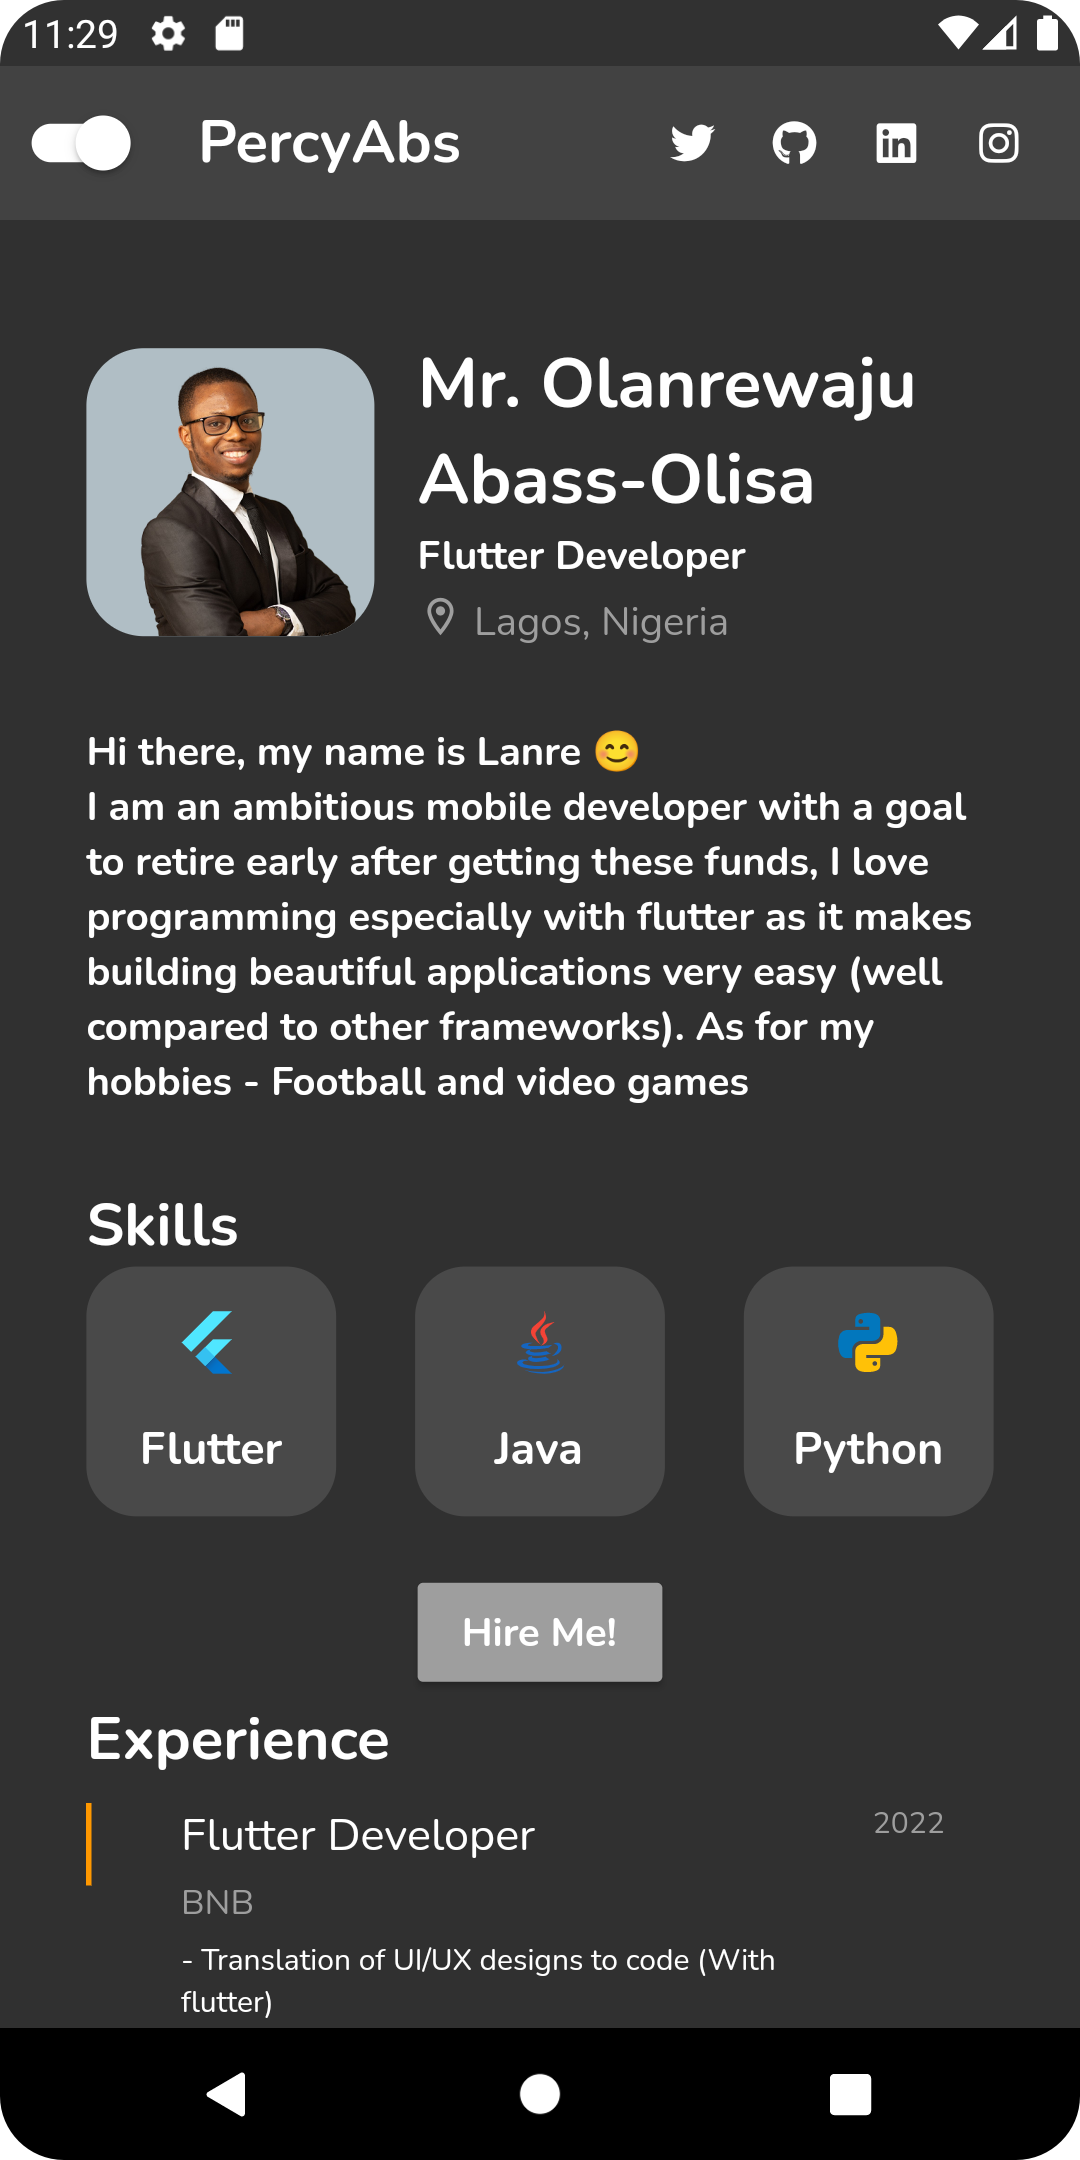 11:29
PercyAbs
Mr. Olanrewaju
Abass-Olisa
Flutter Developer
Lagos, Nigeria
Hi there, my name is Lanre 😊
I am an ambitious mobile developer with a goal
to retire early after getting these funds, I love
programming especially with flutter as it makes
building beautiful applications very easy (well
compared to other frameworks). As for my
hobbies - Football and video games
Skills
Flutter
Java
Python
Hire Me!
Experience
Flutter Developer
2022
BNB
- Translation of UI/UX designs to code (With
flutter)